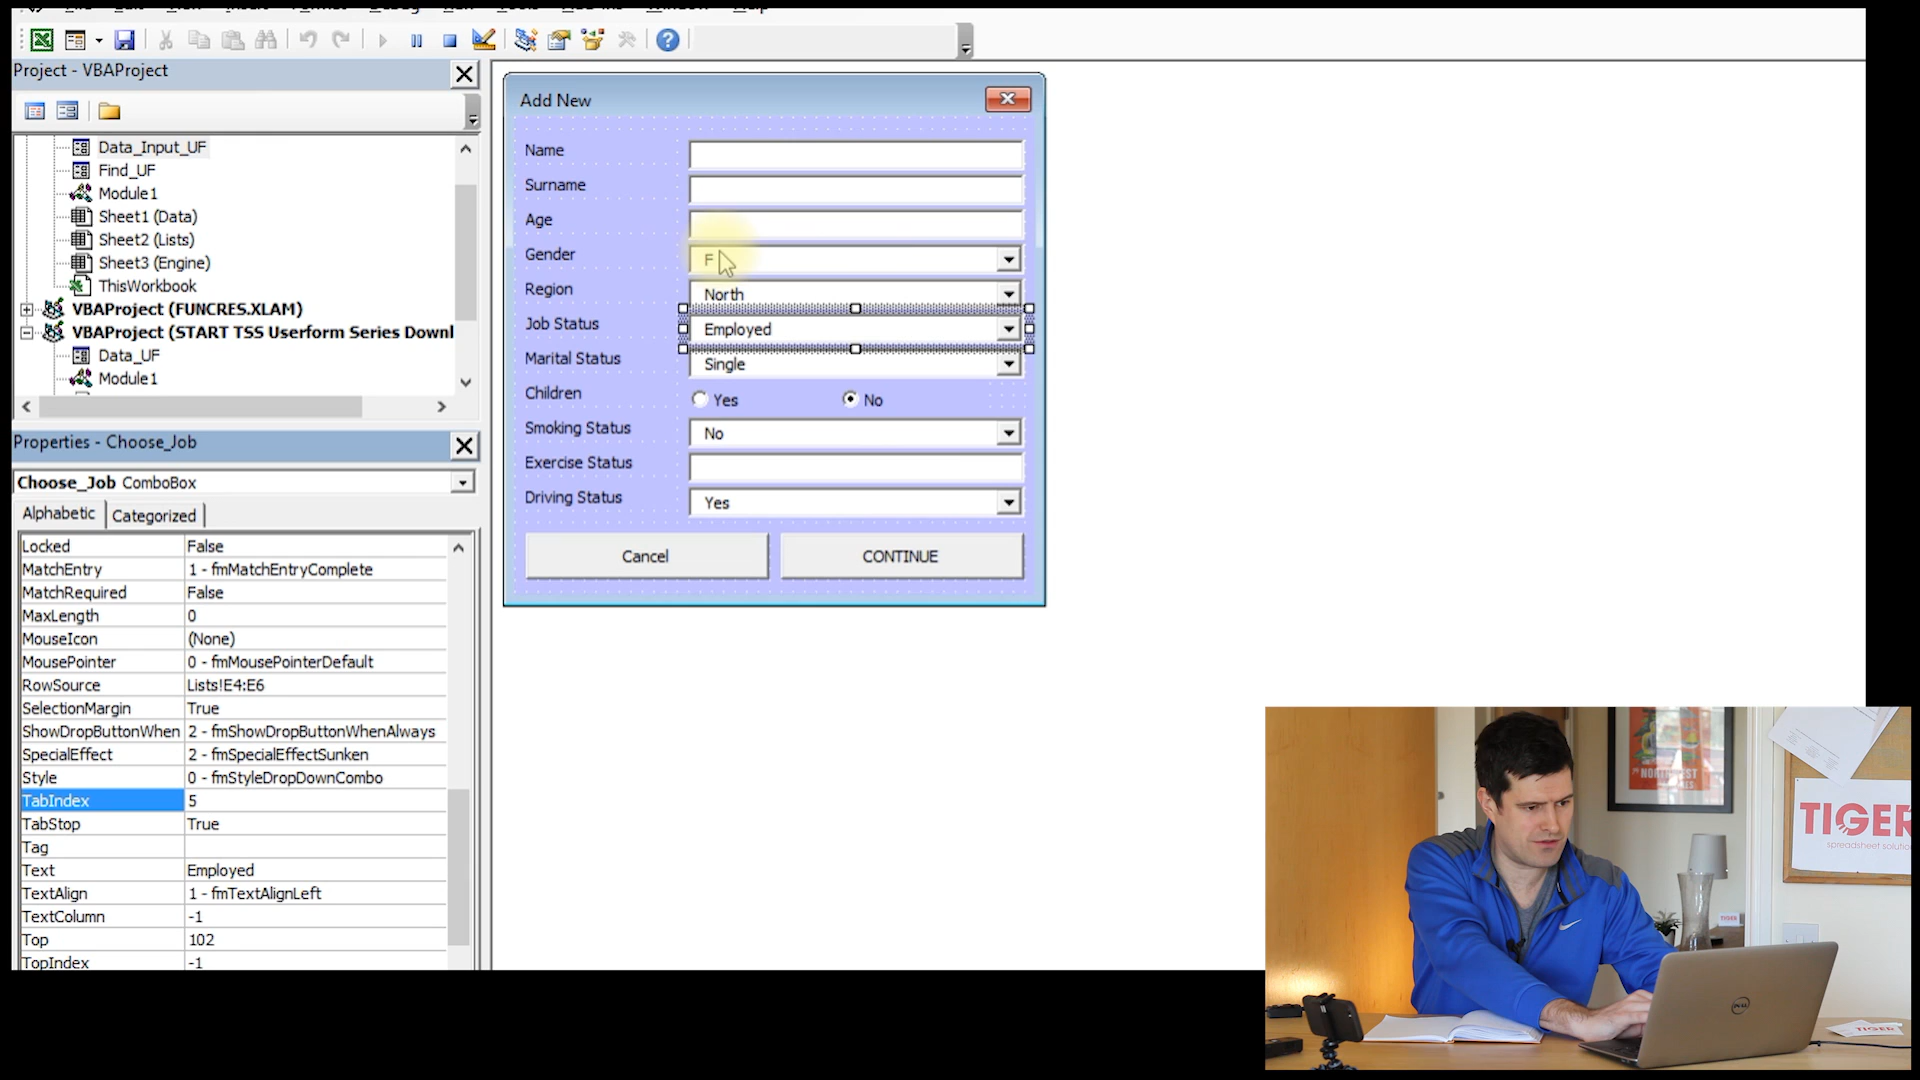 Project - VBAProject
Data_Input_UF
Find_UF
Module1
Sheet1 (Data)
Sheet2 (Lists)
Sheet3 (Engine)
ThisWorkbook
VBAProject (FUNCRES.XLAM)
VBAProject (START TSS Userform Series Downl
Data_UF
Module1
Properties - Choose_Job
Choose_Job ComboBox
Alphabetic Categorized
Locked False
MatchEntry 1 - fmMatchEntryComplete
MatchRequired False
MaxLength 0
MouseIcon (None)
MousePointer 0 - fmMousePointerDefault
RowSource Lists!E4:E6
SelectionMargin True
ShowDropButtonWhen 2 - fmShowDropButtonWhenAlways
SpecialEffect 2 - fmSpecialEffectSunken
Style 0 - fmStyleDropDownCombo
TabIndex 5
TabStop True
Tag
Text Employed
TextAlign 1 - fmTextAlignLeft
TextColumn -1
Top 102
TopIndex -1
Add New
Name
Surname
Age
Gender F
Region North
Job Status Employed
Marital Status Single
Children Yes No
Smoking Status No
Exercise Status
Driving Status Yes
Cancel CONTINUE
TIGER
spreadsheet solutio
TIGER
DELL